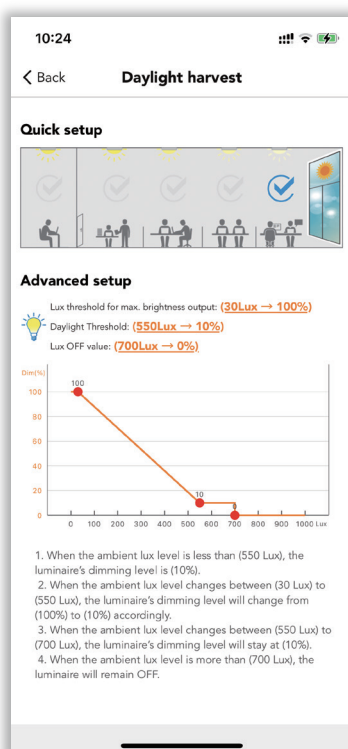 10:24
Back
Daylight harvest
Quick setup
Advanced setup
Lux threshold for max. brightness output: (30Lux → 100%)
Daylight Threshold: (550Lux → 10%)
Lux OFF value: (700Lux → 0%)
Dim(%)
100
80
60
40
20
0
100
10
0
0 100 200 300 400 500 600 700 800 900 1000 Lux
1. When the ambient lux level is less than (550 Lux), the
luminaire's dimming level is (10%).
2. When the ambient lux level changes between (30 Lux) to
(550 Lux), the luminaire's dimming level will change from
(100%) to (10%) accordingly.
3. When the ambient lux level changes between (550 Lux) to
(700 Lux), the luminaire's dimming level will stay at (10%).
4. When the ambient lux level is more than (700 Lux), the
luminaire will remain OFF.